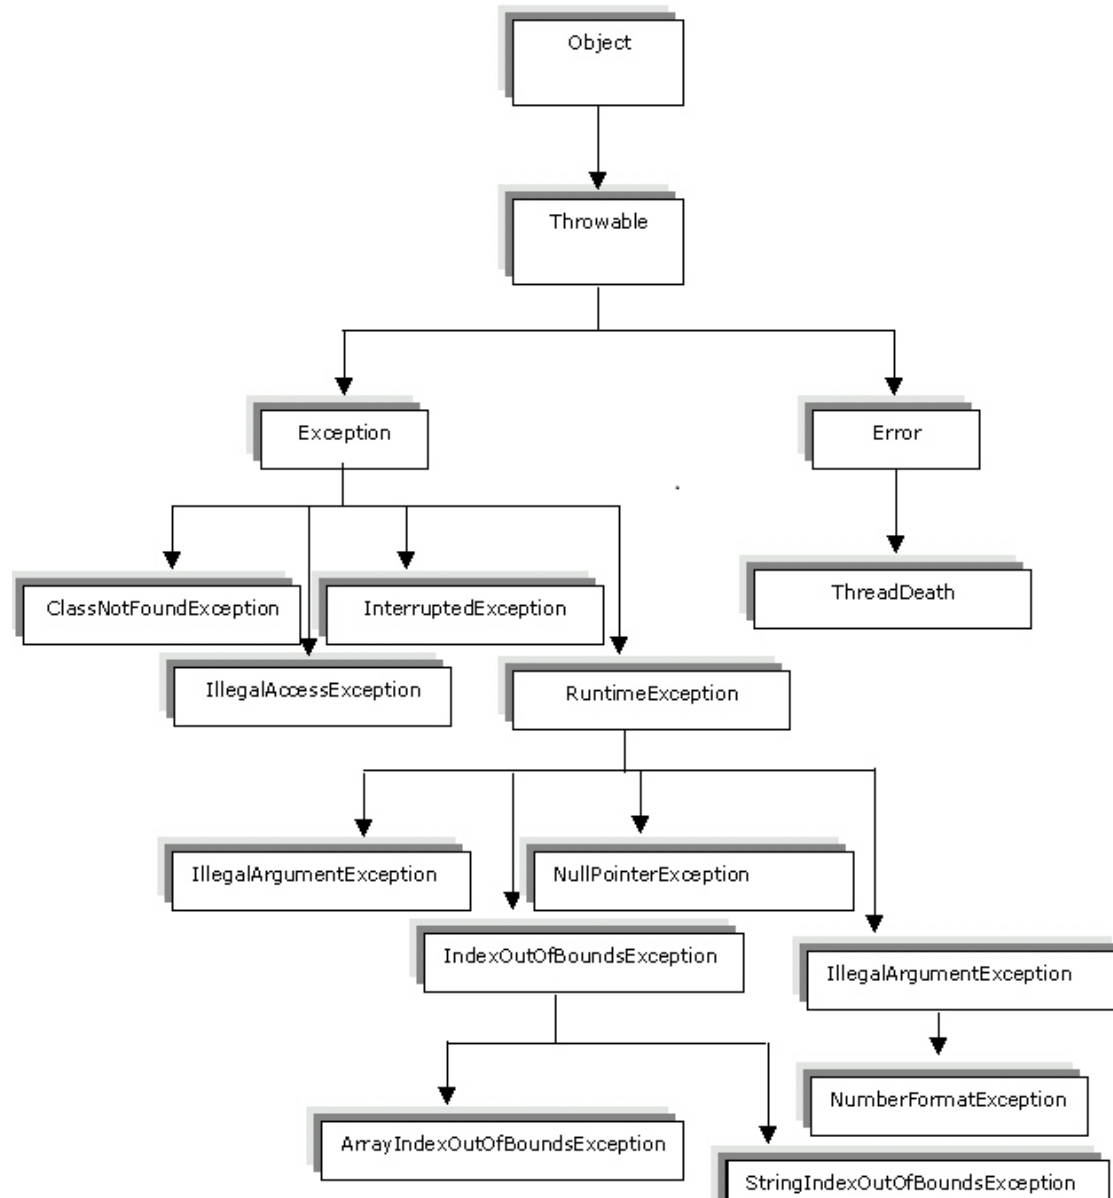 Object
Throwable
Exception
Error
ClassNotFoundException
InterruptedException
ThreadDeath
IllegalAccessException
RuntimeException
IllegalArgumentException
NullPointerException
IndexOutOfBoundsException
IllegalArgumentException
NumberFormatException
ArrayIndexOutOfBoundsException
StringIndexOutOfBoundsException